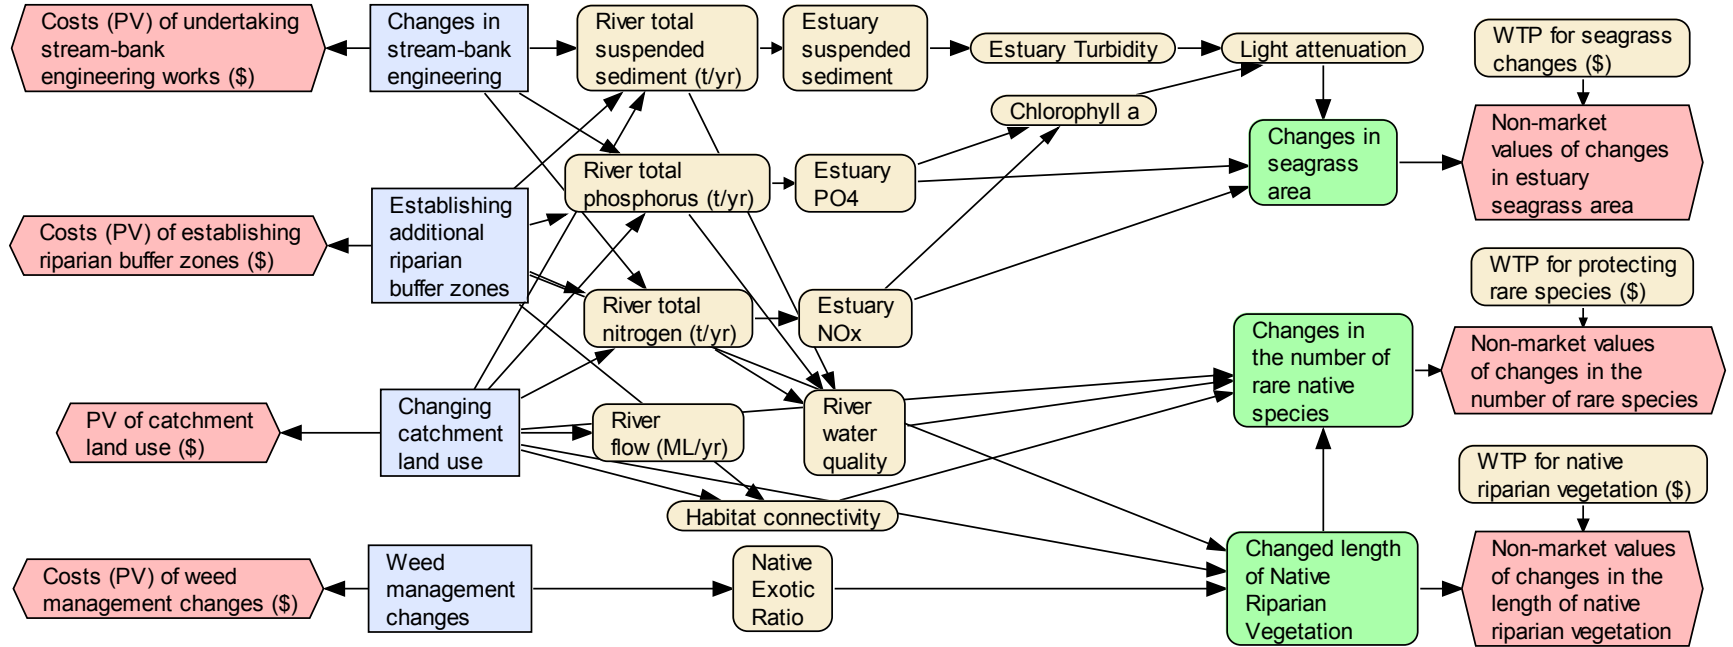 Costs (PV) of undertaking
stream-bank
engineering works ($)
Changes in
stream-bank
engineering
River total
suspended
sediment (t/yr)
Estuary
suspended
sediment
Estuary Turbidity
Light attenuation
WTP for seagrass
changes ($)
Chlorophyll a
Changes in
seagrass
area
Non-market
values of changes
in estuary
seagrass area
River total
phosphorus (t/yr)
Estuary
PO4
Costs (PV) of establishing
riparian buffer zones ($)
Establishing
additional
riparian
buffer zones
WTP for protecting
rare species ($)
River total
nitrogen (t/yr)
Estuary
NOx
Changes in
the number of
rare native
species
Non-market values
of changes in the
number of rare species
PV of catchment
land use ($)
Changing
catchment
land use
River
flow (ML/yr)
River
water
quality
WTP for native
riparian vegetation ($)
Habitat connectivity
Costs (PV) of weed
management changes ($)
Weed
management
changes
Native
Exotic
Ratio
Changed length
of Native
Riparian
Vegetation
Non-market values
of changes in the
length of native
riparian vegetation